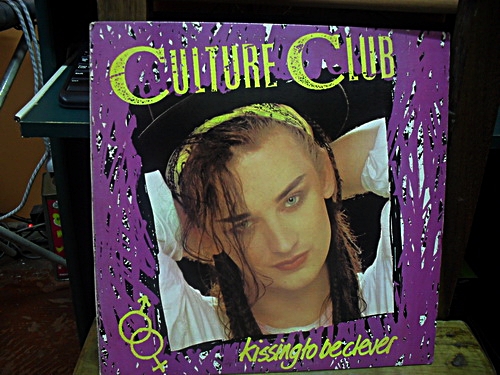 CULTURE CLUB
kissing to be clever